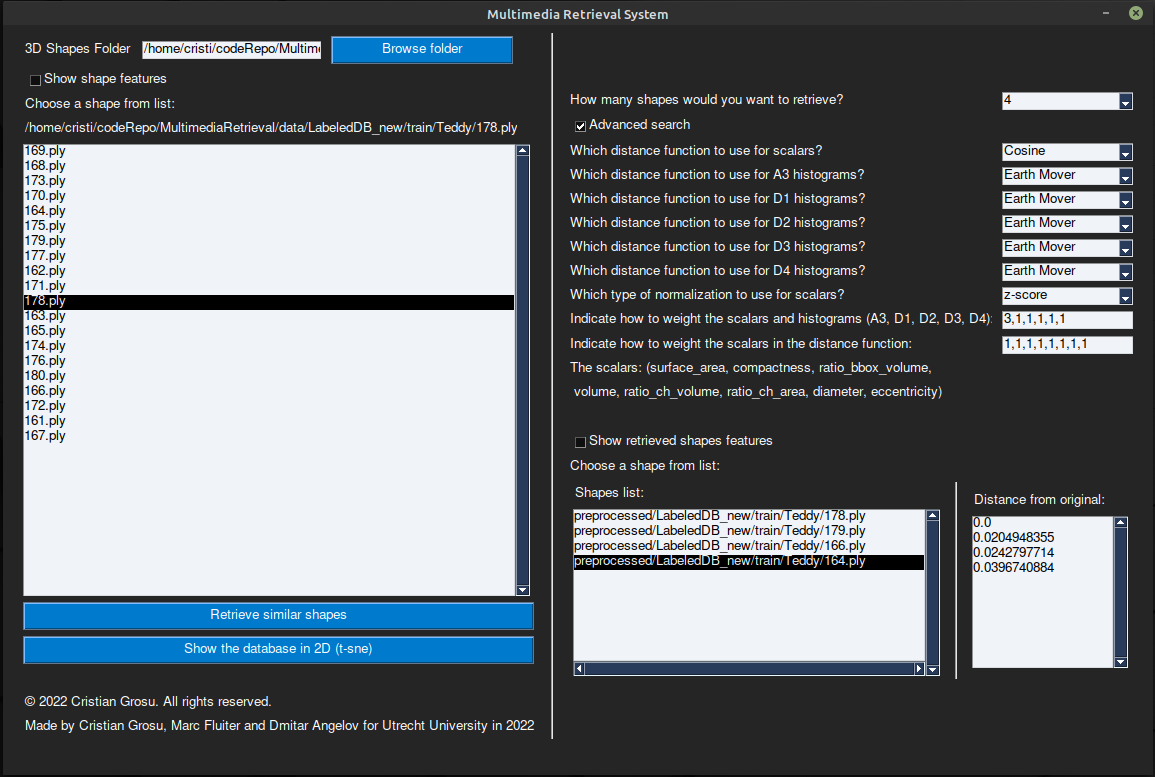 Multimedia Retrieval System
3D Shapes Folder /home/cristi/codeRepo/Multime Browse folder
Show shape features
Choose a shape from list:
/home/cristi/codeRepo/MultimediaRetrieval/data/LabeledDB_new/train/Teddy/178.ply
169.ply
168.ply
173.ply
170.ply
164.ply
175.ply
179.ply
177.ply
162.ply
171.ply
178.ply
163.ply
165.ply
174.ply
176.ply
180.ply
166.ply
172.ply
161.ply
167.ply
Retrieve similar shapes
Show the database in 2D (t-sne)
© 2022 Cristian Grosu. All rights reserved.
Made by Cristian Grosu, Marc Fluiter and Dmitar Angelov for Utrecht University in 2022
How many shapes would you want to retrieve? 4
Advanced search
Which distance function to use for scalars? Cosine
Which distance function to use for A3 histograms? Earth Mover
Which distance function to use for D1 histograms? Earth Mover
Which distance function to use for D2 histograms? Earth Mover
Which distance function to use for D3 histograms? Earth Mover
Which distance function to use for D4 histograms? Earth Mover
Which type of normalization to use for scalars? z-score
Indicate how to weight the scalars and histograms (A3, D1, D2, D3, D4): 3,1,1,1,1,1
Indicate how to weight the scalars in the distance function: 1,1,1,1,1,1,1,1
The scalars: (surface_area, compactness, ratio_bbox_volume,
volume, ratio_ch_volume, ratio_ch_area, diameter, eccentricity)
Show retrieved shapes features
Choose a shape from list:
Shapes list:
preprocessed/LabeledDB_new/train/Teddy/178.ply
preprocessed/LabeledDB_new/train/Teddy/179.ply
preprocessed/LabeledDB_new/train/Teddy/166.ply
preprocessed/LabeledDB_new/train/Teddy/164.ply
Distance from original:
0.0
0.0204948355
0.0242797714
0.0396740884